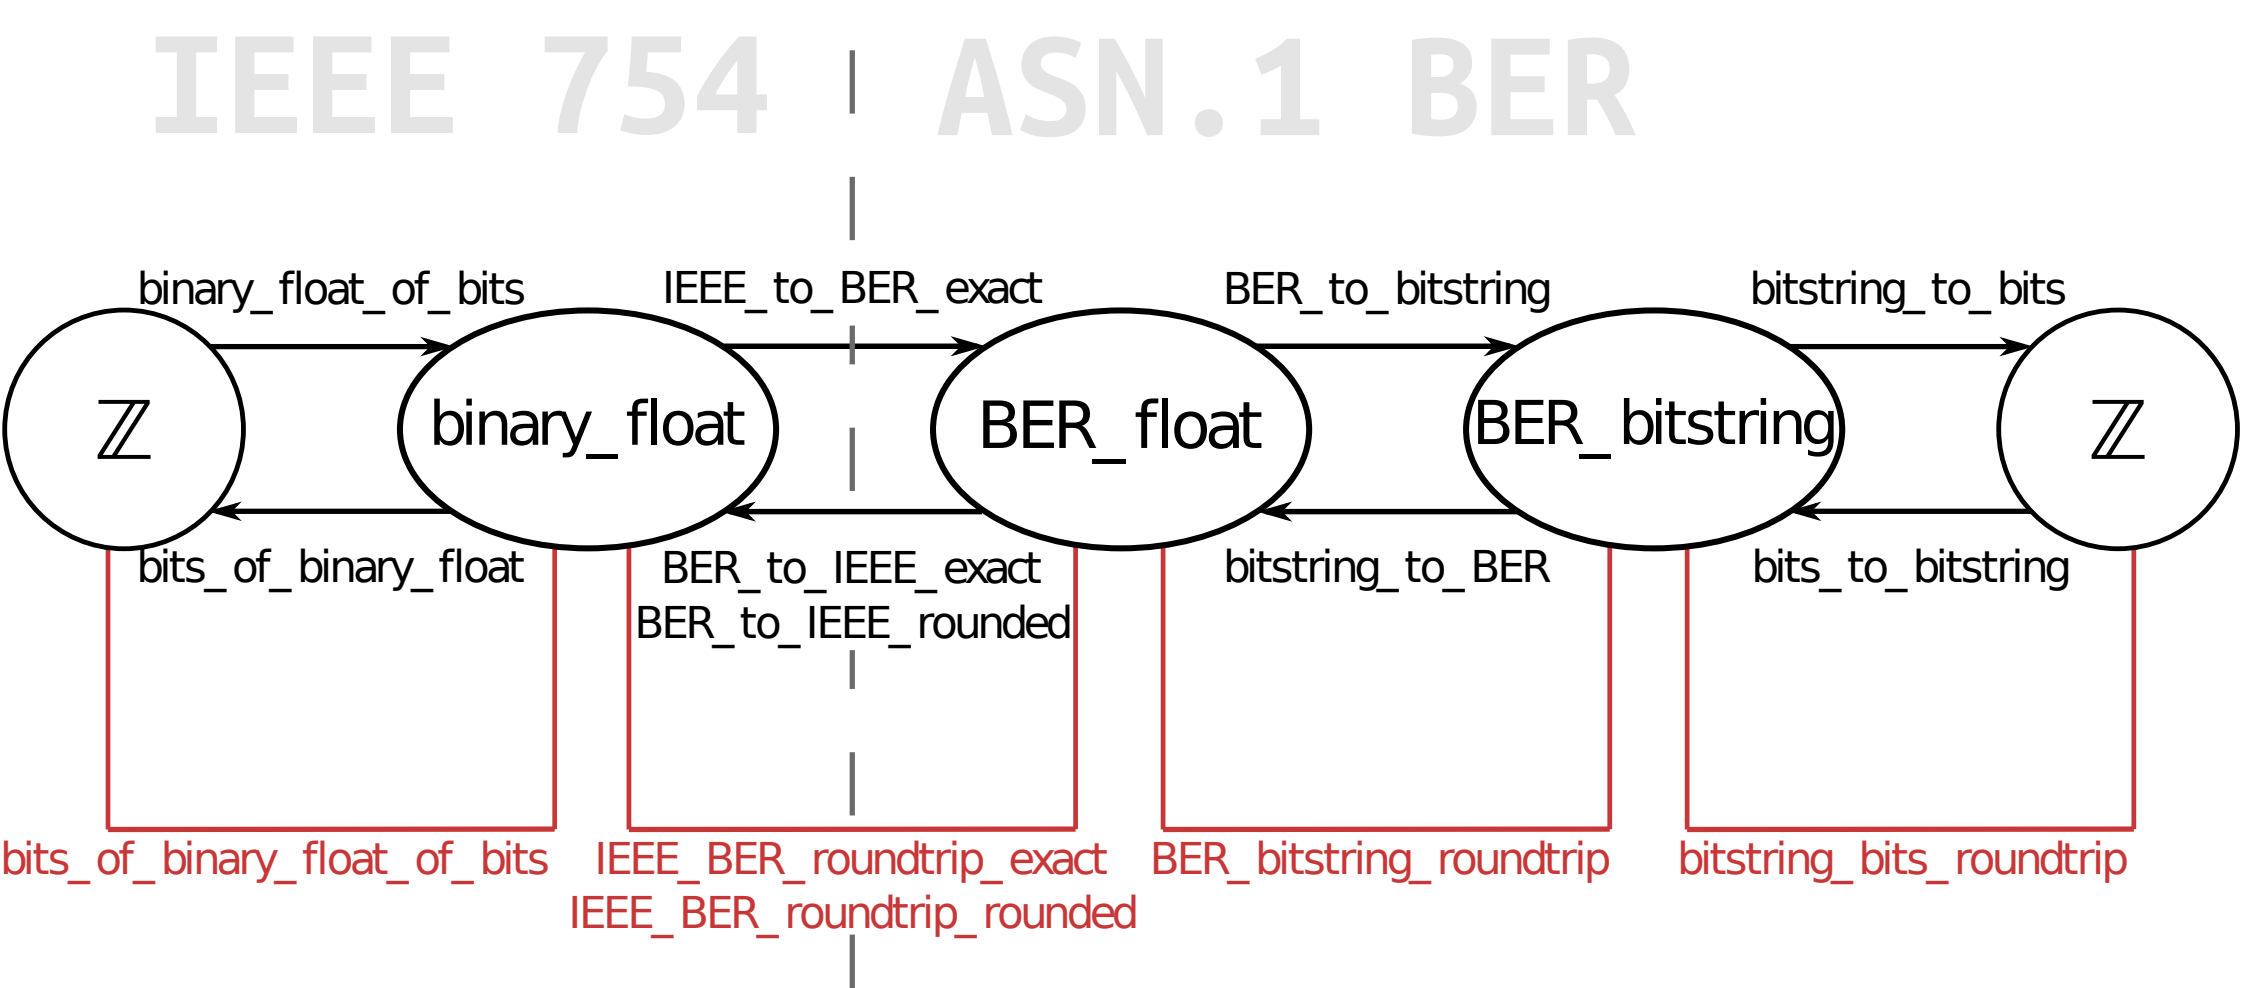 IEEE 754 ASN.1 BER
binary_float_of_bits IEEE_to_BER_exact BER_to_bitstring bitstring_to_bits
ℤ binary_float BER_float BER_bitstring ℤ
bits_of_binary_float BER_to_IEEE_exact bitstring_to_BER bits_to_bitstring
BER_to_IEEE_rounded
bits_of_binary_float_of_bits IEEE_BER_roundtrip_exact BER_bitstring_roundtrip bitstring_bits_roundtrip
IEEE_BER_roundtrip_rounded